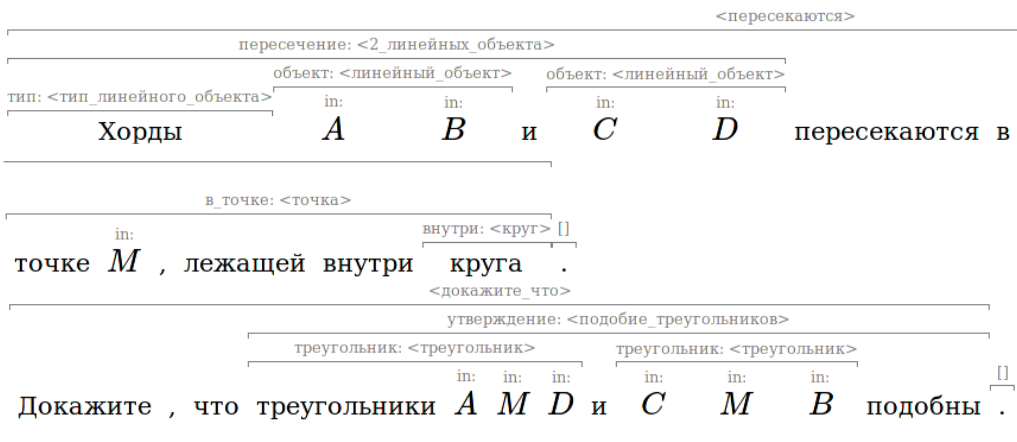 <пересекаются>
пересечение: <2_линейных_объекта>
объект: <линейный_объект> объект: <линейный_объект>
тип: <тип_линейного_объекта>
in: in: in: in:
Хорды A B и C D пересекаются в
в_точке: <точка>
in: внутри: <круг> []
точке M , лежащей внутри круга .
<докажите_что>
утверждение: <подобие_треугольников>
треугольник: <треугольник> треугольник: <треугольник>
in: in: in: in: in: in: []
Докажите , что треугольники A M D и C M B подобны .